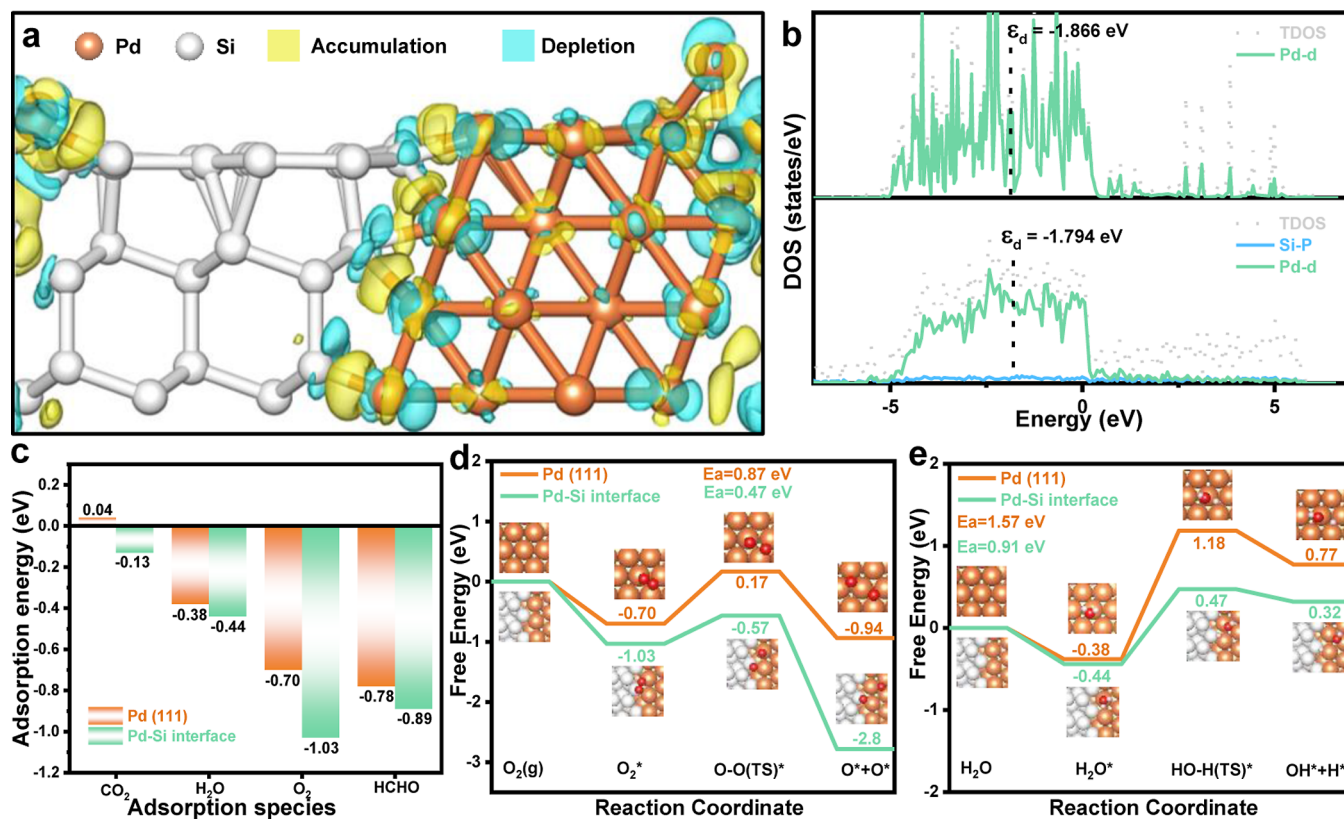 a
Pd Si Accumulation Depletion
b
εd = -1.866 eV
TDOS
Pd-d
εd = -1.794 eV
TDOS
Si-P
Pd-d
DOS (states/eV)
-5 0 5
Energy (eV)
c
Adsorption energy (eV)
0.2
0.0
-0.2
-0.4
-0.6
-0.8
-1.0
-1.2
0.04
-0.13
-0.38
-0.44
-0.70
-1.03
-0.78
-0.89
Pd (111)
Pd-Si interface
CO2 H2O O2 HCHO
Adsorption species
d
Free Energy (eV)
2
1
0
-1
-2
-3
Pd (111) Ea=0.87 eV
Pd-Si interface Ea=0.47 eV
-0.70
0.17
-0.94
-1.03
-0.57
-2.8
O2(g) O2* O-O(TS)* O*+O*
Reaction Coordinate
e
Free Energy (eV)
2
1
0
-1
-2
Pd (111)
Pd-Si interface
Ea=1.57 eV
Ea=0.91 eV
-0.38
1.18
0.77
-0.44
0.47
0.32
H2O H2O* HO-H(TS)* OH*+H*
Reaction Coordinate